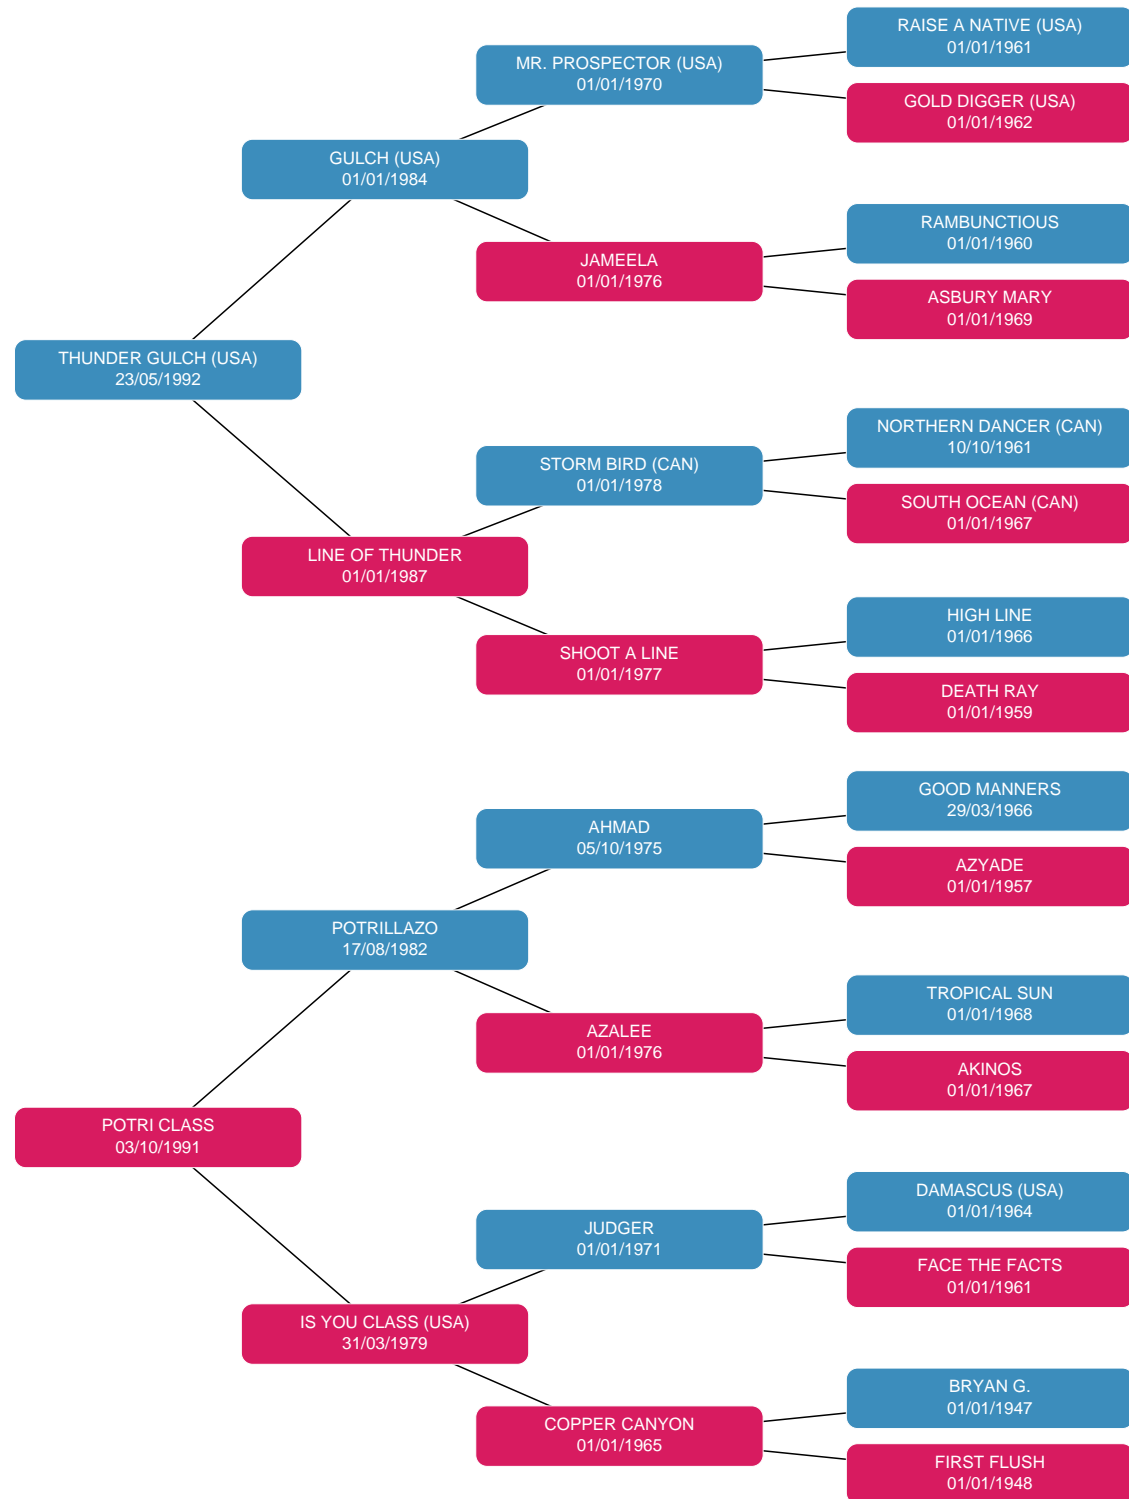 RAISE A NATIVE (USA)
01/01/1961
MR. PROSPECTOR (USA)
01/01/1970
GOLD DIGGER (USA)
01/01/1962
GULCH (USA)
01/01/1984
RAMBUNCTIOUS
01/01/1960
JAMEELA
01/01/1976
ASBURY MARY
01/01/1969
THUNDER GULCH (USA)
23/05/1992
NORTHERN DANCER (CAN)
10/10/1961
STORM BIRD (CAN)
01/01/1978
SOUTH OCEAN (CAN)
01/01/1967
LINE OF THUNDER
01/01/1987
HIGH LINE
01/01/1966
SHOOT A LINE
01/01/1977
DEATH RAY
01/01/1959
GOOD MANNERS
29/03/1966
AHMAD
05/10/1975
AZYADE
01/01/1957
POTRILLAZO
17/08/1982
TROPICAL SUN
01/01/1968
AZALEE
01/01/1976
AKINOS
01/01/1967
POTRI CLASS
03/10/1991
DAMASCUS (USA)
01/01/1964
JUDGER
01/01/1971
FACE THE FACTS
01/01/1961
IS YOU CLASS (USA)
31/03/1979
BRYAN G.
01/01/1947
COPPER CANYON
01/01/1965
FIRST FLUSH
01/01/1948